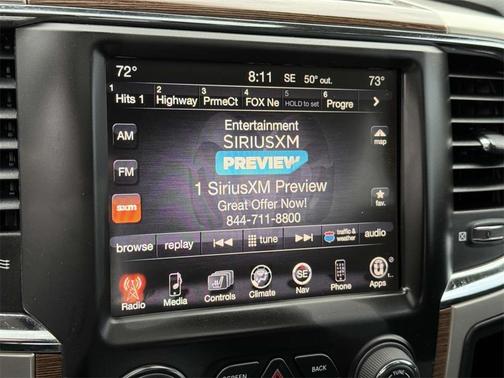 72° 8:11 SE 50° out. 73°
1 Hits 1 2 Highway 3 PrmeCt 4 FOX Ne 5 HOLD to set 6 Progre
AM
FM
sxm
Entertainment
SIRIUSXM
PREVIEW
1 SiriusXM Preview
Great Offer Now!
844-711-8800
map
fav.
browse replay tune traffic & weather audio
Radio Media Controls Climate SE Nav Phone Apps
SCREEN BACK TUNE